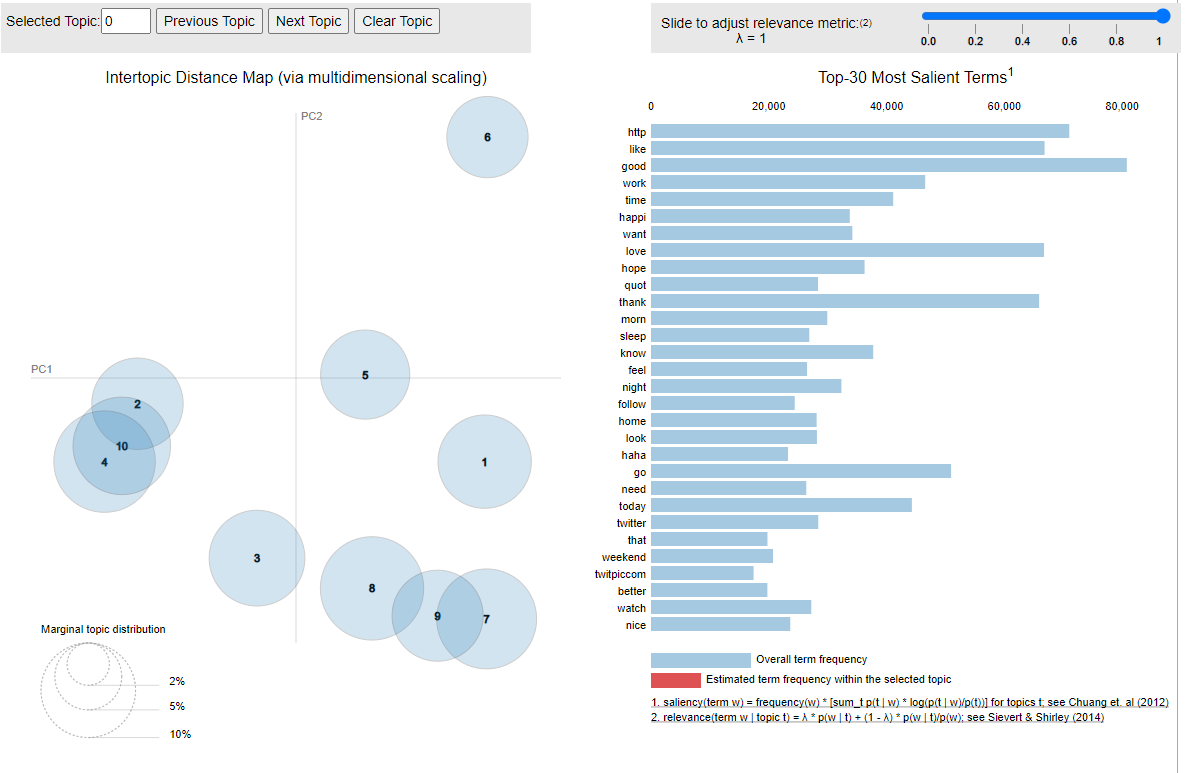 Selected Topic: 0 Previous Topic Next Topic Clear Topic
Slide to adjust relevance metric:(2)
λ = 1
0.0 0.2 0.4 0.6 0.8 1
Intertopic Distance Map (via multidimensional scaling)
PC2
PC1
6
5
2
10
4
1
3
8
9
7
Marginal topic distribution
2%
5%
10%
Top-30 Most Salient Terms1
0 20,000 40,000 60,000 80,000
http
like
good
work
time
happi
want
love
hope
quot
thank
morn
sleep
know
feel
night
follow
home
look
haha
go
need
today
twitter
that
weekend
twitpiccom
better
watch
nice
Overall term frequency
Estimated term frequency within the selected topic
1. saliency(term w) = frequency(w) * [sum_t p(t | w) * log(p(t | w)/p(t))] for topics t; see Chuang et. al (2012)
2. relevance(term w | topic t) = λ * p(w | t) + (1 - λ) * p(w | t)/p(w); see Sievert & Shirley (2014)